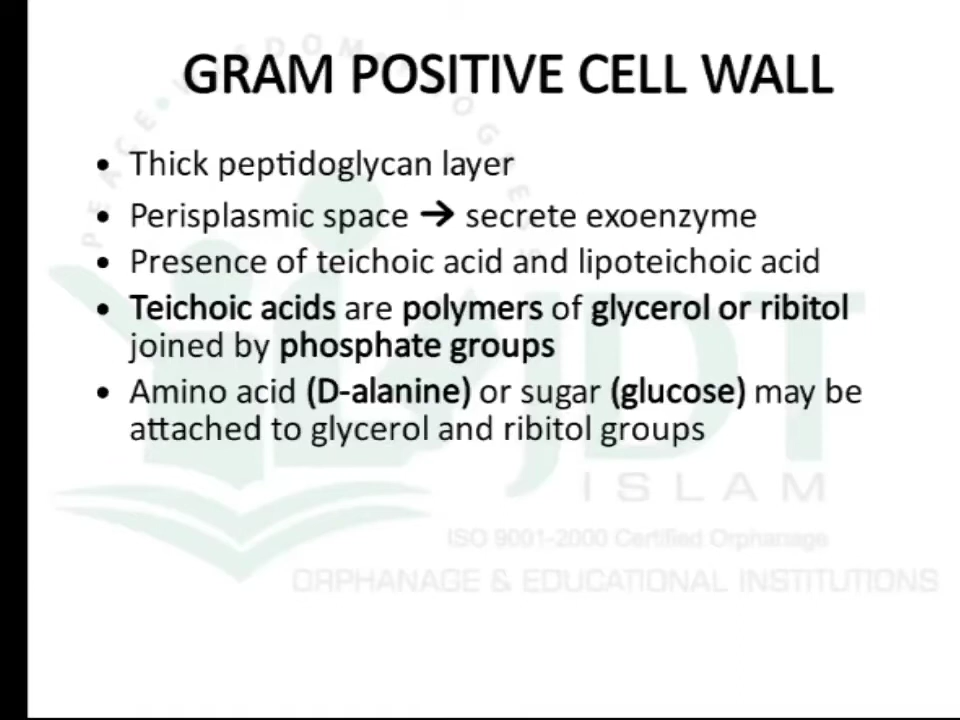 GRAM POSITIVE CELL WALL
• Thick peptidoglycan layer
• Perisplasmic space → secrete exoenzyme
• Presence of teichoic acid and lipoteichoic acid
• Teichoic acids are polymers of glycerol or ribitol
joined by phosphate groups
• Amino acid (D-alanine) or sugar (glucose) may be
attached to glycerol and ribitol groups
JDT
ISLAM
ISO 9001-2000 Certified Orphanage
ORPHANAGE & EDUCATIONAL INSTITUTIONS